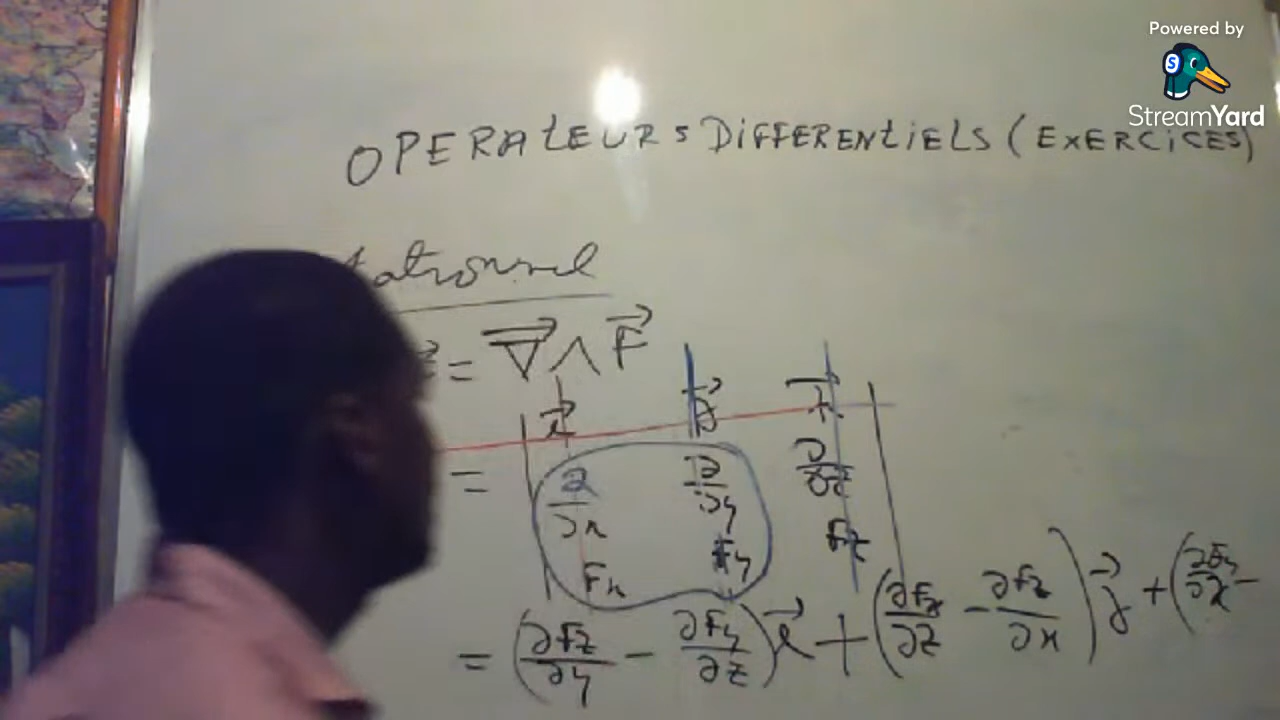 Powered by
StreamYard
OPERATEURS DIFFERENTIELS (EXERCICES)
= ∇⃗ ∧ F⃗
i⃗ j⃗ k⃗
= | ∂/∂x ∂/∂y ∂/∂z |
Fx Fy Fz
= (∂Fz/∂y − ∂Fy/∂z) i⃗ + (∂Fx/∂z − ∂Fz/∂x) j⃗ + (∂Fy/∂x −